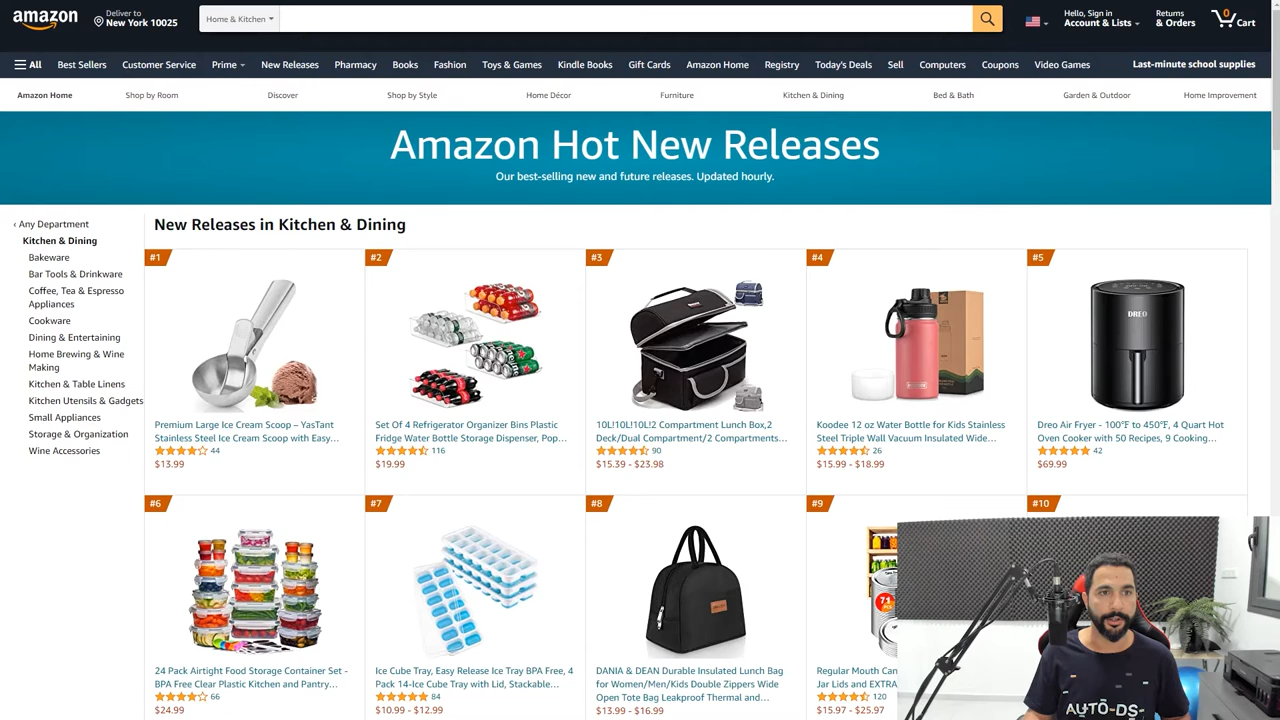 amazon
Deliver to
New York 10025
Home & Kitchen
Hello, Sign in
Account & Lists
Returns
& Orders
0
Cart
All
Best Sellers
Customer Service
Prime
New Releases
Pharmacy
Books
Fashion
Toys & Games
Kindle Books
Gift Cards
Amazon Home
Registry
Today's Deals
Sell
Computers
Coupons
Video Games
Last-minute school supplies
Amazon Home
Shop by Room
Discover
Shop by Style
Home Décor
Furniture
Kitchen & Dining
Bed & Bath
Garden & Outdoor
Home Improvement
Amazon Hot New Releases
Our best-selling new and future releases. Updated hourly.
‹ Any Department
Kitchen & Dining
Bakeware
Bar Tools & Drinkware
Coffee, Tea & Espresso
Appliances
Cookware
Dining & Entertaining
Home Brewing & Wine
Making
Kitchen & Table Linens
Kitchen Utensils & Gadgets
Small Appliances
Storage & Organization
Wine Accessories
New Releases in Kitchen & Dining
#1
Premium Large Ice Cream Scoop – YasTant
Stainless Steel Ice Cream Scoop with Easy…
44
$13.99
#2
Set Of 4 Refrigerator Organizer Bins Plastic
Fridge Water Bottle Storage Dispenser, Pop…
116
$19.99
#3
10L!10L!10L!2 Compartment Lunch Box,2
Deck/Dual Compartment/2 Compartments…
90
$15.39 - $23.98
#4
Koodee 12 oz Water Bottle for Kids Stainless
Steel Triple Wall Vacuum Insulated Wide…
26
$15.99 - $18.99
#5
DREO
Dreo Air Fryer - 100℉ to 450℉, 4 Quart Hot
Oven Cooker with 50 Recipes, 9 Cooking…
42
$69.99
#6
24 Pack Airtight Food Storage Container Set -
BPA Free Clear Plastic Kitchen and Pantry…
66
$24.99
#7
Ice Cube Tray, Easy Release Ice Tray BPA Free, 4
Pack 14-Ice Cube Tray with Lid, Stackable…
84
$10.99 - $12.99
#8
DANIA & DEAN Durable Insulated Lunch Bag
for Women/Men/Kids Double Zippers Wide
Open Tote Bag Leakproof Thermal and…
$13.99 - $16.99
#9
71
Regular Mouth Can
Jar Lids and EXTRA
120
$15.97 - $25.97
#10
AUTO-DS